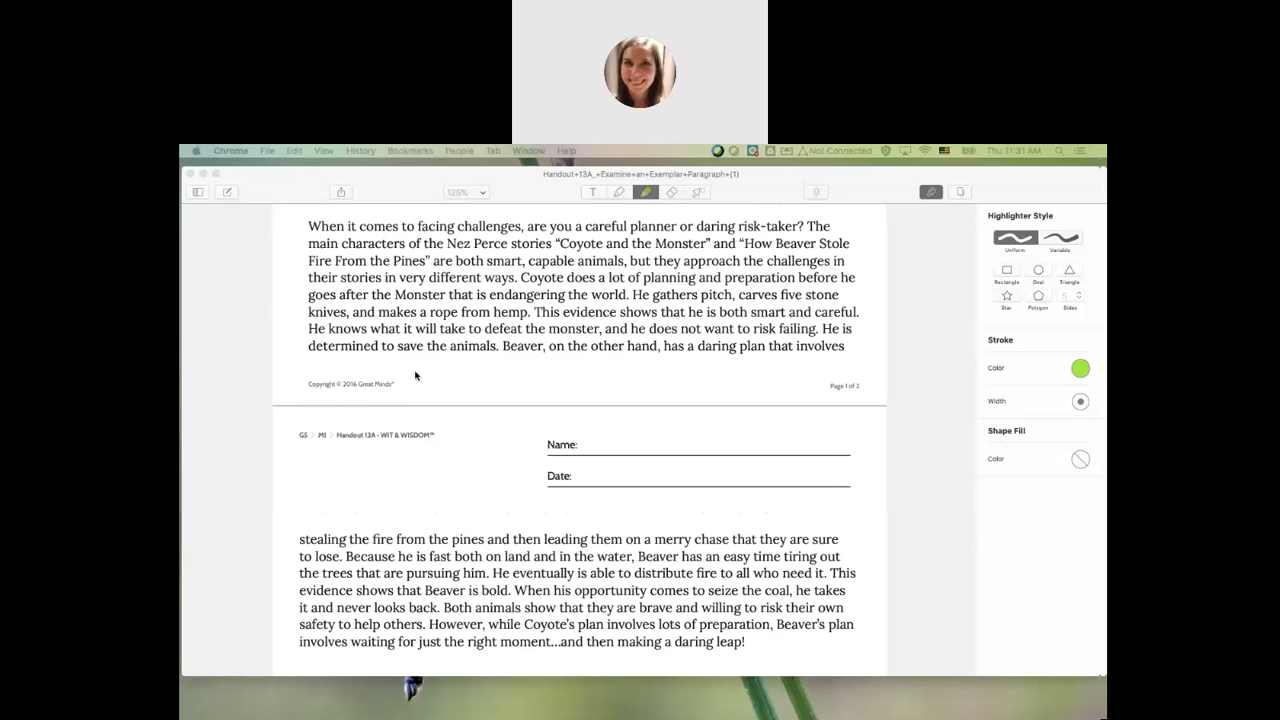 Chrome File Edit View History Bookmarks People Tab Window Help Not Connected Thu 11:31 AM
Handout+13A_+Examine+an+Exemplar+Paragraph+(1)
125% T
Highlighter Style
Uniform Variable
Rectangle Oval Triangle
Star Polygon 5 Sides
Stroke
Color
Width
Shape Fill
Color
When it comes to facing challenges, are you a careful planner or daring risk-taker? The
main characters of the Nez Perce stories “Coyote and the Monster” and “How Beaver Stole
Fire From the Pines” are both smart, capable animals, but they approach the challenges in
their stories in very different ways. Coyote does a lot of planning and preparation before he
goes after the Monster that is endangering the world. He gathers pitch, carves five stone
knives, and makes a rope from hemp. This evidence shows that he is both smart and careful.
He knows what it will take to defeat the monster, and he does not want to risk failing. He is
determined to save the animals. Beaver, on the other hand, has a daring plan that involves
Copyright © 2016 Great Minds® Page 1 of 2
G5 > M1 > Handout 13A - WIT & WISDOM™
Name:
Date:
stealing the fire from the pines and then leading them on a merry chase that they are sure
to lose. Because he is fast both on land and in the water, Beaver has an easy time tiring out
the trees that are pursuing him. He eventually is able to distribute fire to all who need it. This
evidence shows that Beaver is bold. When his opportunity comes to seize the coal, he takes
it and never looks back. Both animals show that they are brave and willing to risk their own
safety to help others. However, while Coyote’s plan involves lots of preparation, Beaver’s plan
involves waiting for just the right moment…and then making a daring leap!